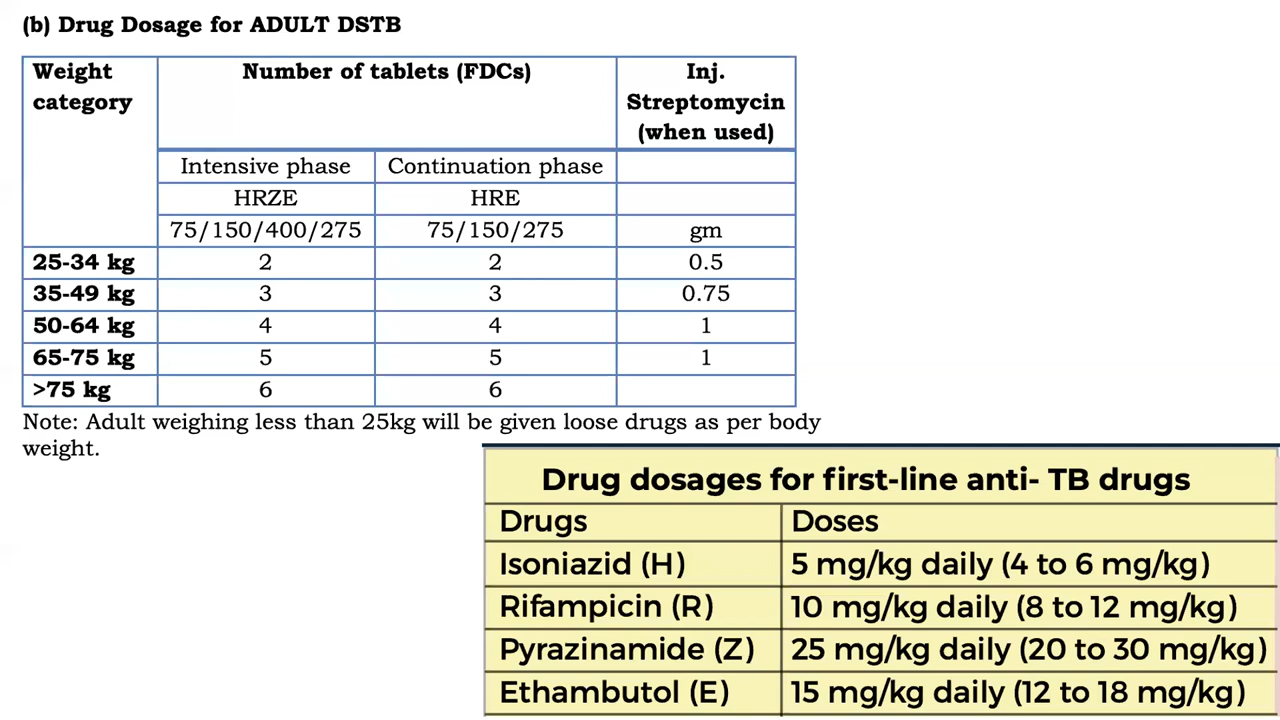 (b) Drug Dosage for ADULT DSTB
Weight category Number of tablets (FDCs) Inj. Streptomycin (when used)
Intensive phase Continuation phase
HRZE HRE
75/150/400/275 75/150/275 gm
25-34 kg 2 2 0.5
35-49 kg 3 3 0.75
50-64 kg 4 4 1
65-75 kg 5 5 1
>75 kg 6 6
Note: Adult weighing less than 25kg will be given loose drugs as per body
weight.
Drug dosages for first-line anti- TB drugs
Drugs Doses
Isoniazid (H) 5 mg/kg daily (4 to 6 mg/kg)
Rifampicin (R) 10 mg/kg daily (8 to 12 mg/kg)
Pyrazinamide (Z) 25 mg/kg daily (20 to 30 mg/kg)
Ethambutol (E) 15 mg/kg daily (12 to 18 mg/kg)